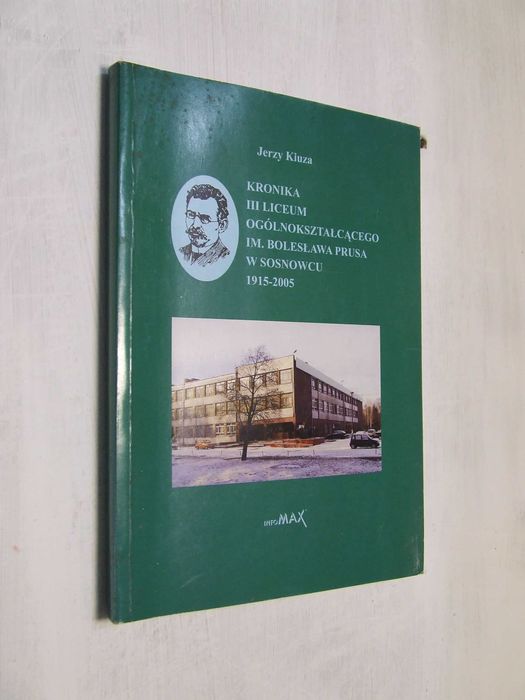 Jerzy Kluza
KRONIKA
III LICEUM
OGÓLNOKSZTAŁCĄCEGO
IM. BOLESŁAWA PRUSA
W SOSNOWCU
1915-2005
INFOMAX